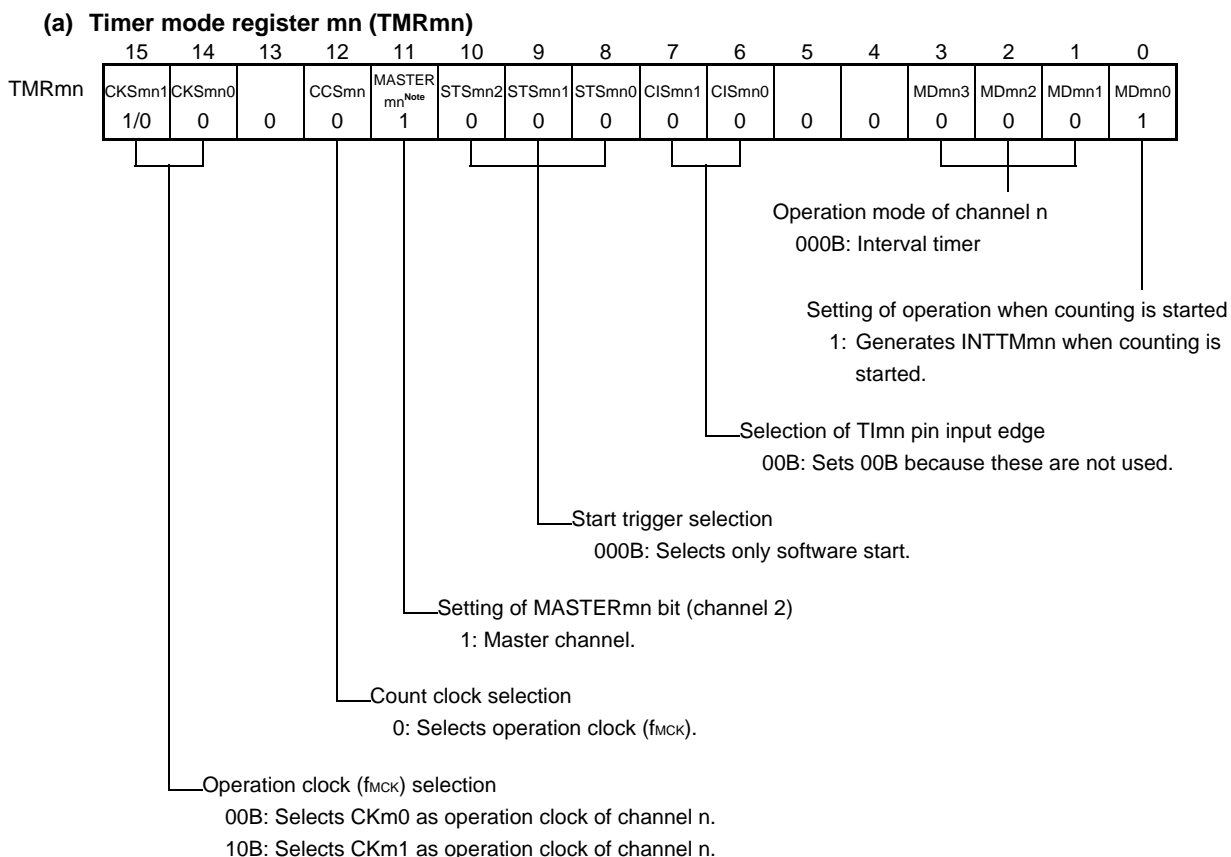 (a) Timer mode register mn (TMRmn)
15 14 13 12 11 10 9 8 7 6 5 4 3 2 1 0
TMRmn CKSmn1 CKSmn0 CCSmn MASTER mnNote STSmn2 STSmn1 STSmn0 CISmn1 CISmn0 MDmn3 MDmn2 MDmn1 MDmn0
1/0 0 0 0 1 0 0 0 0 0 0 0 0 0 0 1
Operation mode of channel n
000B: Interval timer
Setting of operation when counting is started
1: Generates INTTMmn when counting is
started.
Selection of TImn pin input edge
00B: Sets 00B because these are not used.
Start trigger selection
000B: Selects only software start.
Setting of MASTERmn bit (channel 2)
1: Master channel.
Count clock selection
0: Selects operation clock (fMCK).
Operation clock (fMCK) selection
00B: Selects CKm0 as operation clock of channel n.
10B: Selects CKm1 as operation clock of channel n.